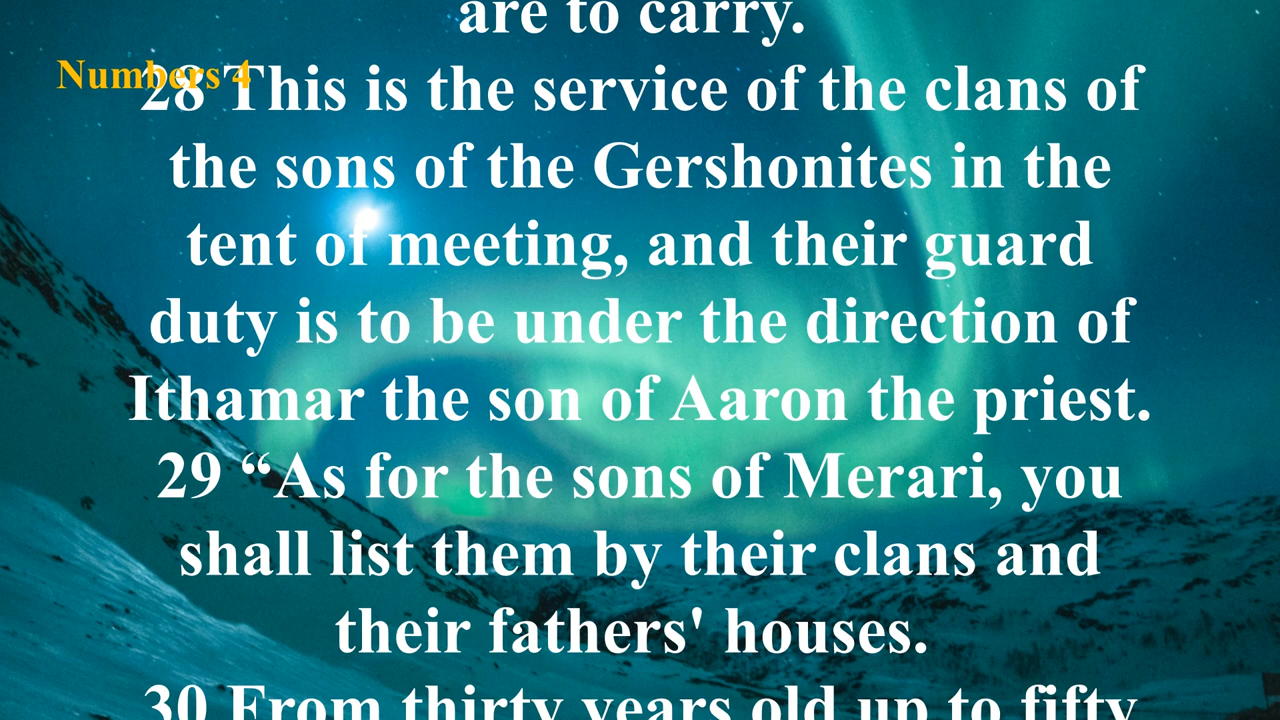 are to carry.
Numbers 4
28 This is the service of the clans of
the sons of the Gershonites in the
tent of meeting, and their guard
duty is to be under the direction of
Ithamar the son of Aaron the priest.
29 “As for the sons of Merari, you
shall list them by their clans and
their fathers' houses.
30 From thirty years old up to fifty